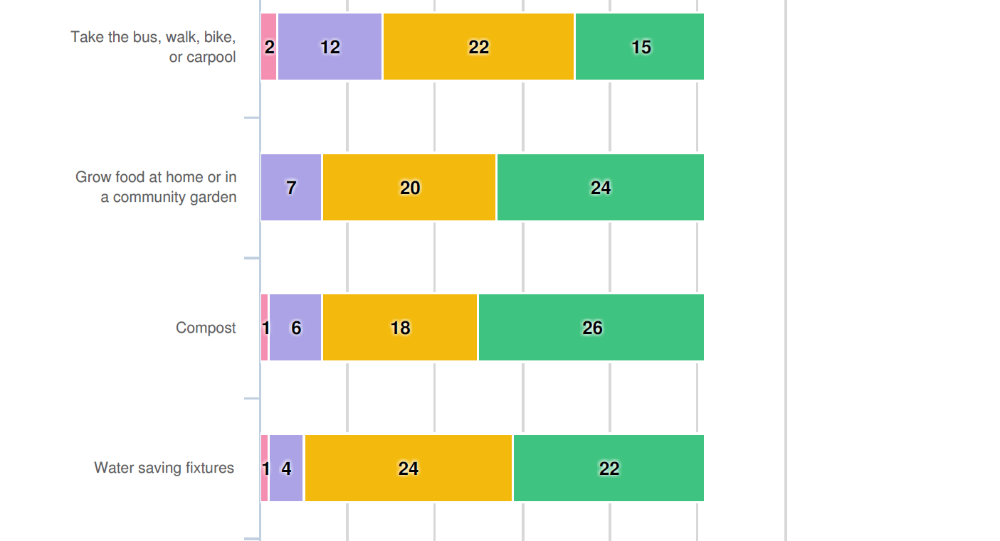 Take the bus, walk, bike,
or carpool
2 12 22 15
Grow food at home or in
a community garden
7 20 24
Compost
1 6 18 26
Water saving fixtures
1 4 24 22